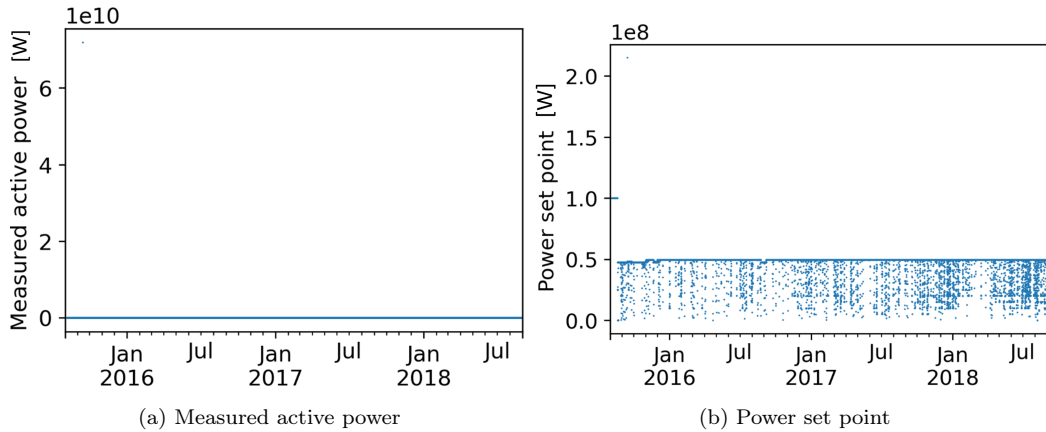 1e10
Measured active power [W]
6
4
2
0
Jan
2016
Jul
Jan
2017
Jul
Jan
2018
Jul
(a) Measured active power
1e8
Power set point [W]
2.0
1.5
1.0
0.5
0.0
Jan
2016
Jul
Jan
2017
Jul
Jan
2018
Jul
(b) Power set point